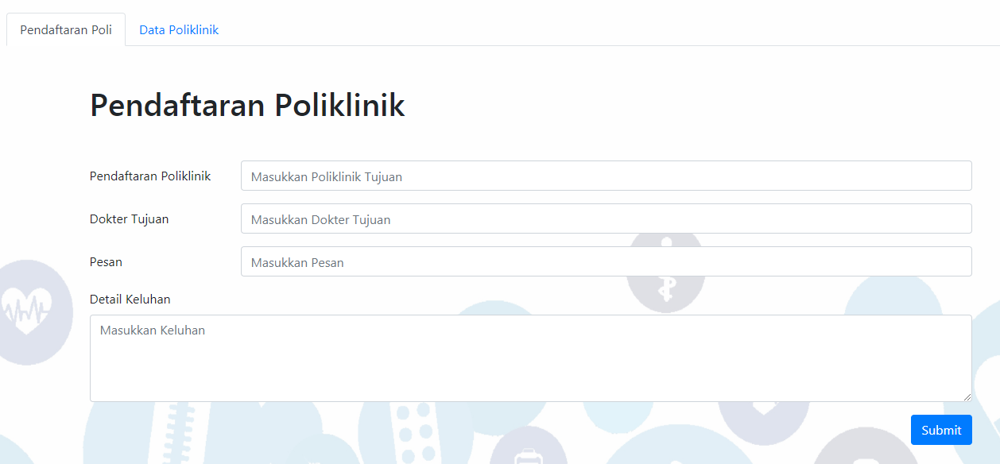 Pendaftaran Poli
Data Poliklinik
Pendaftaran Poliklinik
Pendaftaran Poliklinik
Masukkan Poliklinik Tujuan
Dokter Tujuan
Masukkan Dokter Tujuan
Pesan
Masukkan Pesan
Detail Keluhan
Masukkan Keluhan
Submit